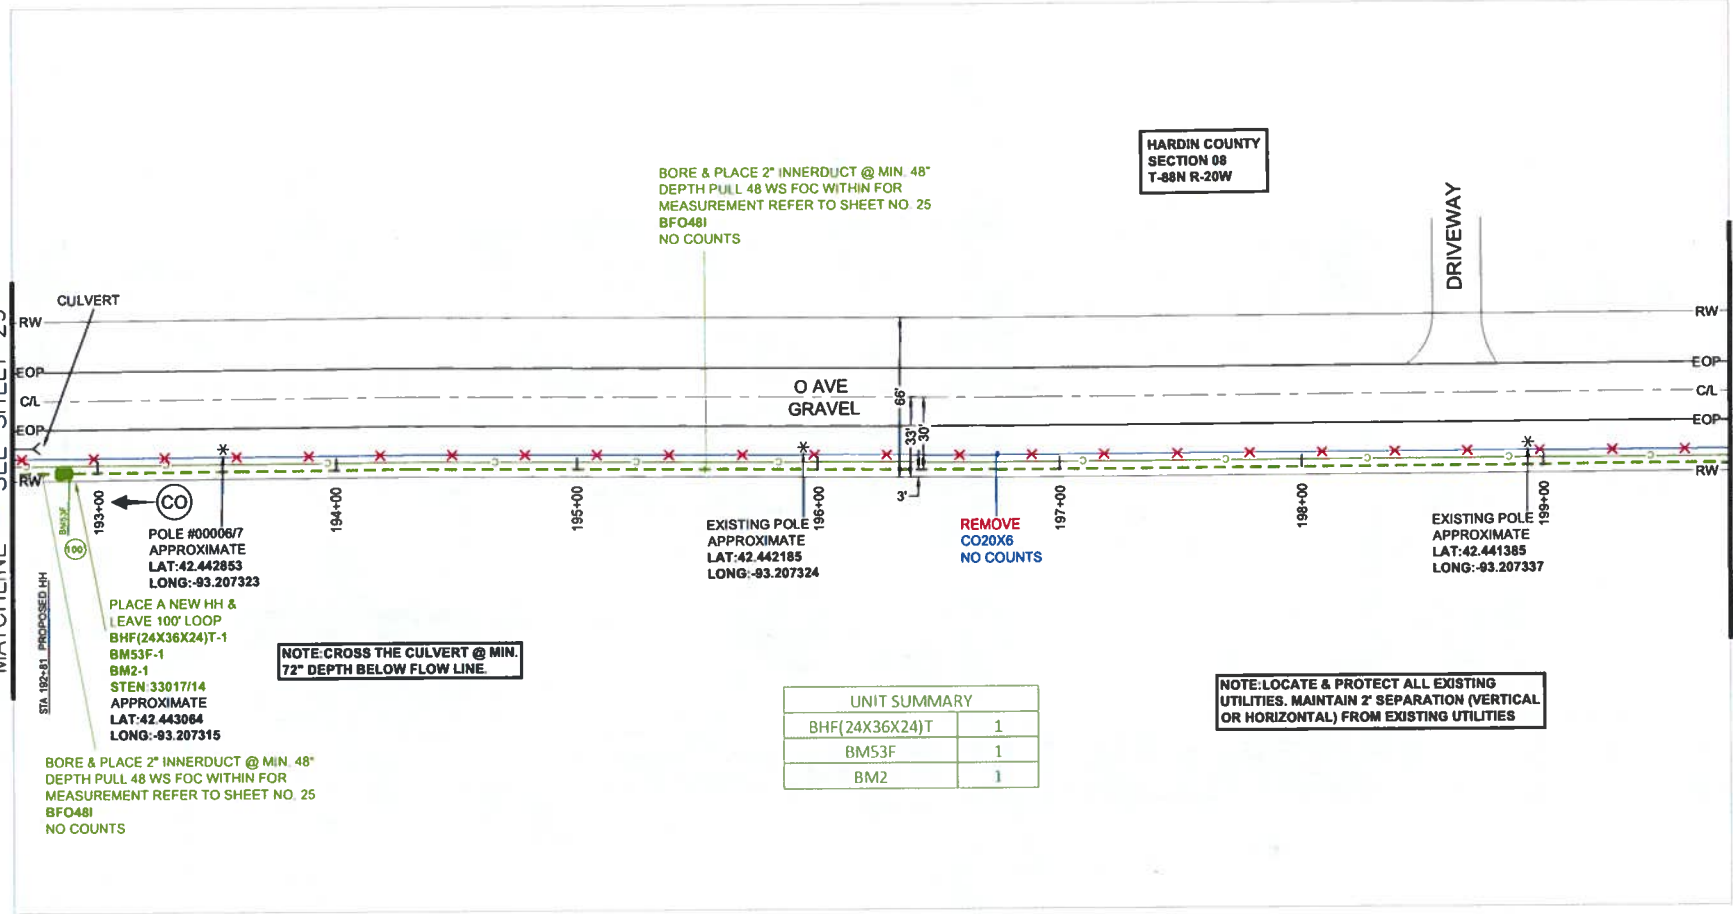 HARDIN COUNTY
SECTION 08
T-88N R-20W
BORE & PLACE 2" INNERDUCT @ MIN. 48"
DEPTH PULL 48 WS FOC WITHIN FOR
MEASUREMENT REFER TO SHEET NO. 25
BFO48I
NO COUNTS
DRIVEWAY
CULVERT
RW
RW
EOP
EOP
C/L
C/L
EOP
EOP
RW
RW
O AVE
GRAVEL
66'
33'
30'
3'
MATCHLINE SEE SHEET
193+00
194+00
195+00
196+00
197+00
198+00
199+00
CO
BM53F
100
POLE #00006/7
APPROXIMATE
LAT:42.442853
LONG:-93.207323
EXISTING POLE
APPROXIMATE
LAT:42.442185
LONG:-93.207324
REMOVE
CO20X6
NO COUNTS
EXISTING POLE
APPROXIMATE
LAT:42.441385
LONG:-93.207337
STA 192+81 PROPOSED HH
PLACE A NEW HH &
LEAVE 100' LOOP
BHF(24X36X24)T-1
BM53F-1
BM2-1
STEN:33017/14
APPROXIMATE
LAT:42.443064
LONG:-93.207315
NOTE:CROSS THE CULVERT @ MIN.
72" DEPTH BELOW FLOW LINE.
UNIT SUMMARY
BHF(24X36X24)T 1
BM53F 1
BM2 1
NOTE:LOCATE & PROTECT ALL EXISTING
UTILITIES. MAINTAIN 2' SEPARATION (VERTICAL
OR HORIZONTAL) FROM EXISTING UTILITIES
BORE & PLACE 2" INNERDUCT @ MIN. 48"
DEPTH PULL 48 WS FOC WITHIN FOR
MEASUREMENT REFER TO SHEET NO. 25
BFO48I
NO COUNTS